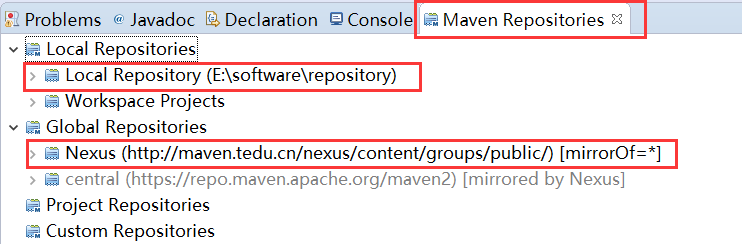 Problems @ Javadoc Declaration Console Maven Repositories
Local Repositories
Local Repository (E:\software\repository)
Workspace Projects
Global Repositories
Nexus (http://maven.tedu.cn/nexus/content/groups/public/) [mirrorOf=*]
central (https://repo.maven.apache.org/maven2) [mirrored by Nexus]
Project Repositories
Custom Repositories